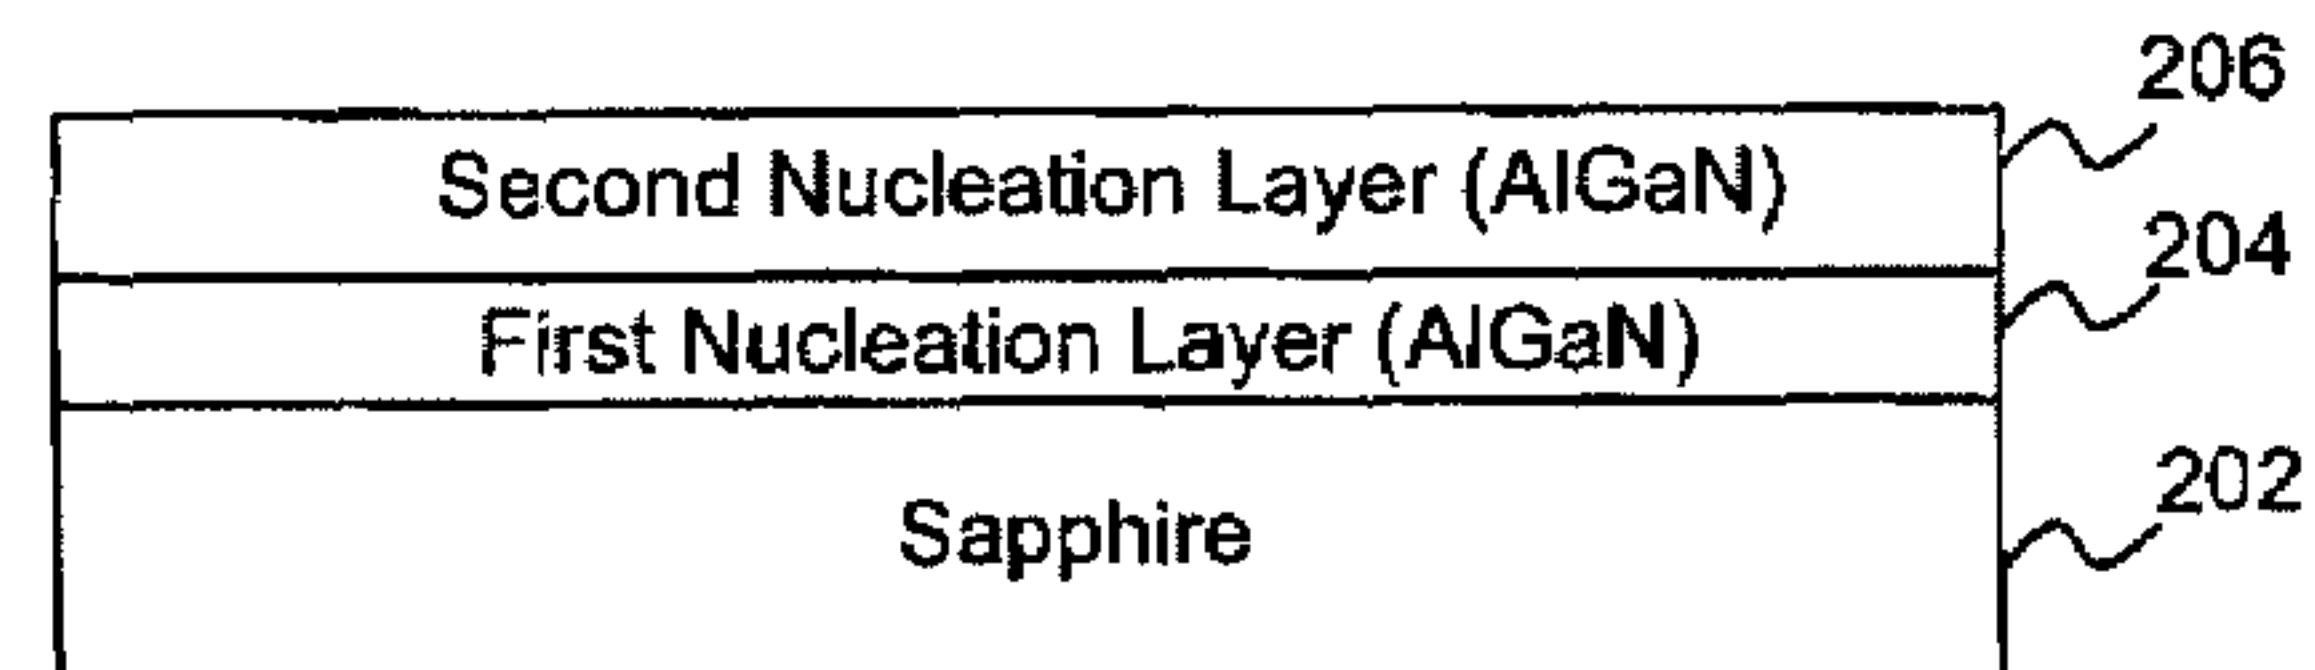 206
Second Nucleation Layer (AlGaN)
204
First Nucleation Layer (AlGaN)
202
Sapphire